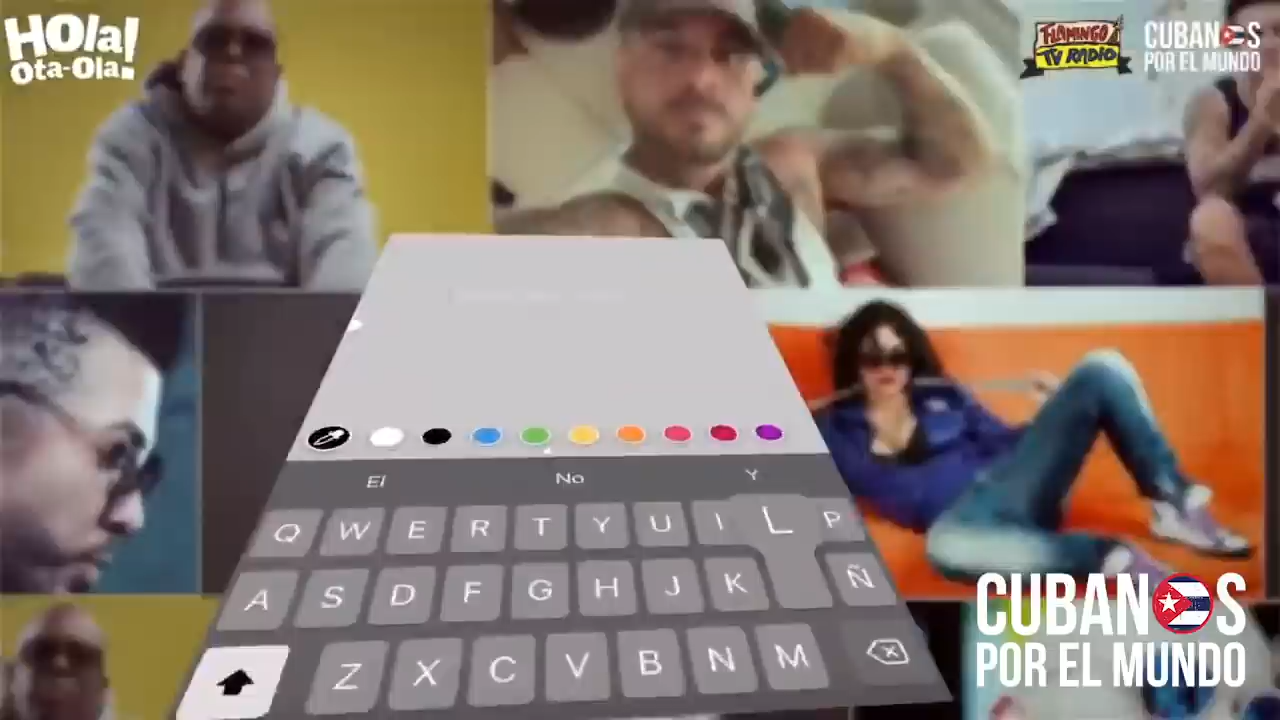 HOla!
Ota-Ola!
FLAMINGO
TV RADIO
CUBANOS
POR EL MUNDO
El No Y
Q W E R T Y U I L P
A S D F G H J K Ñ
Z X C V B N M
CUBANOS
POR EL MUNDO